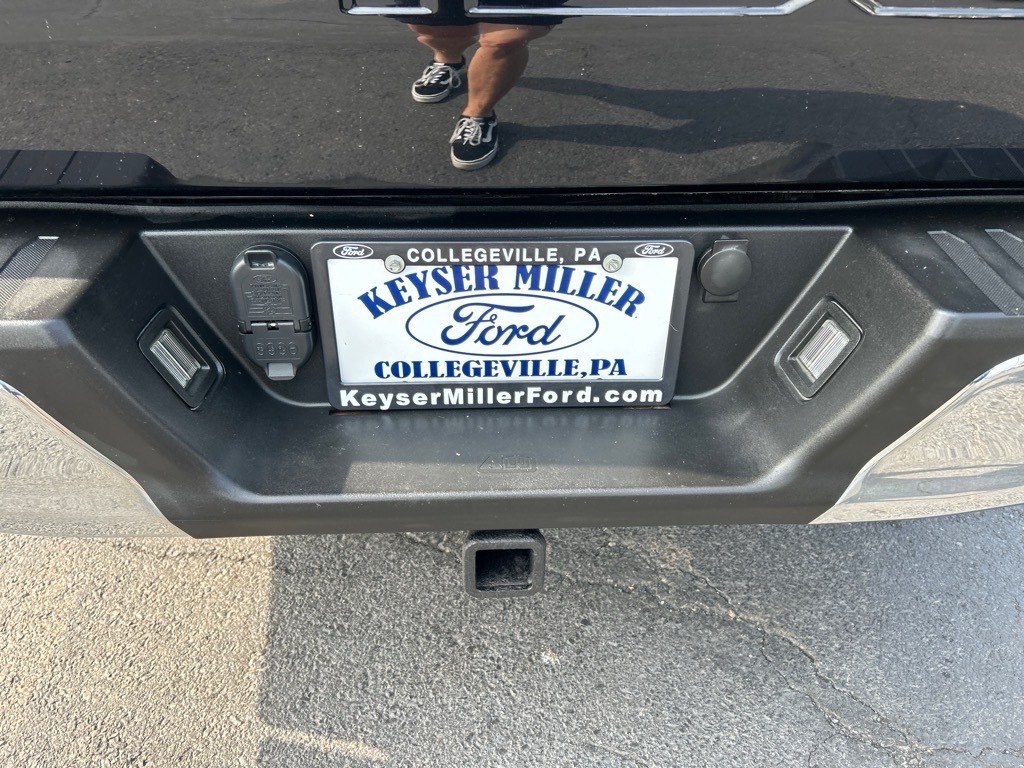 Ford COLLEGEVILLE, PA Ford
KEYSER MILLER
Ford
COLLEGEVILLE, PA
KeyserMillerFord.com